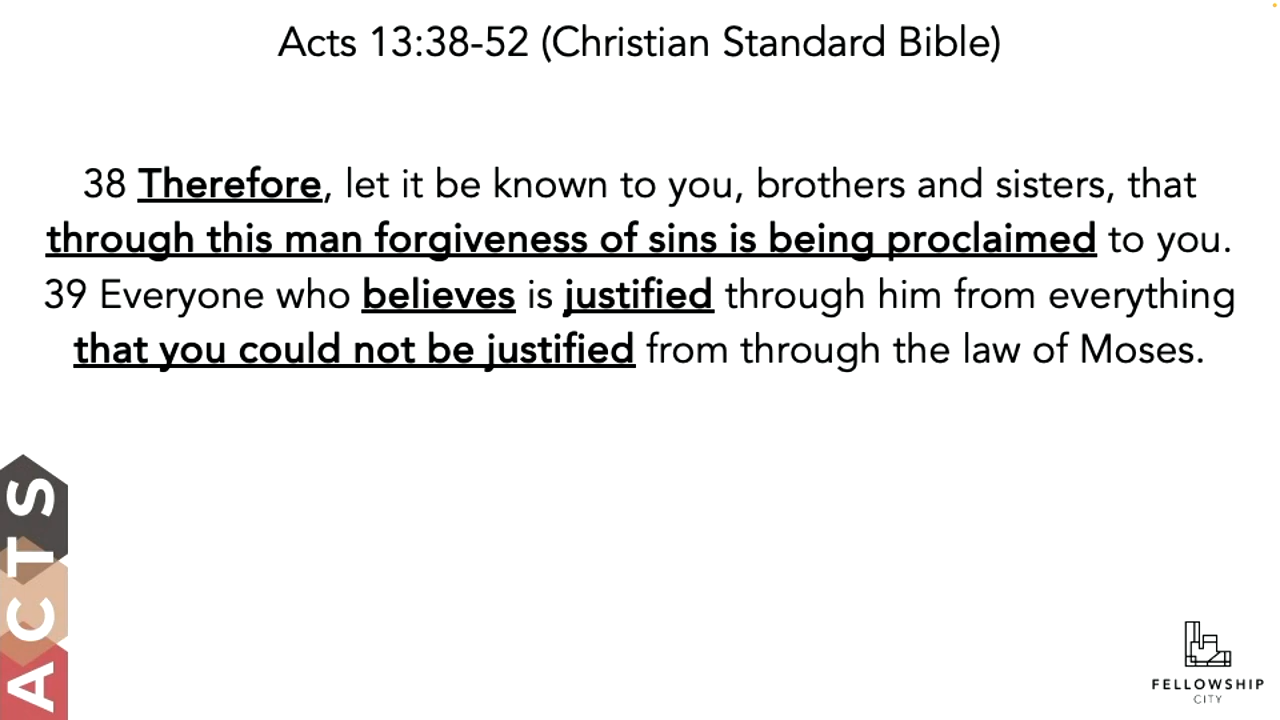 Acts 13:38-52 (Christian Standard Bible)
38 Therefore, let it be known to you, brothers and sisters, that
through this man forgiveness of sins is being proclaimed to you.
39 Everyone who believes is justified through him from everything
that you could not be justified from through the law of Moses.
ACTS
FELLOWSHIP
CITY